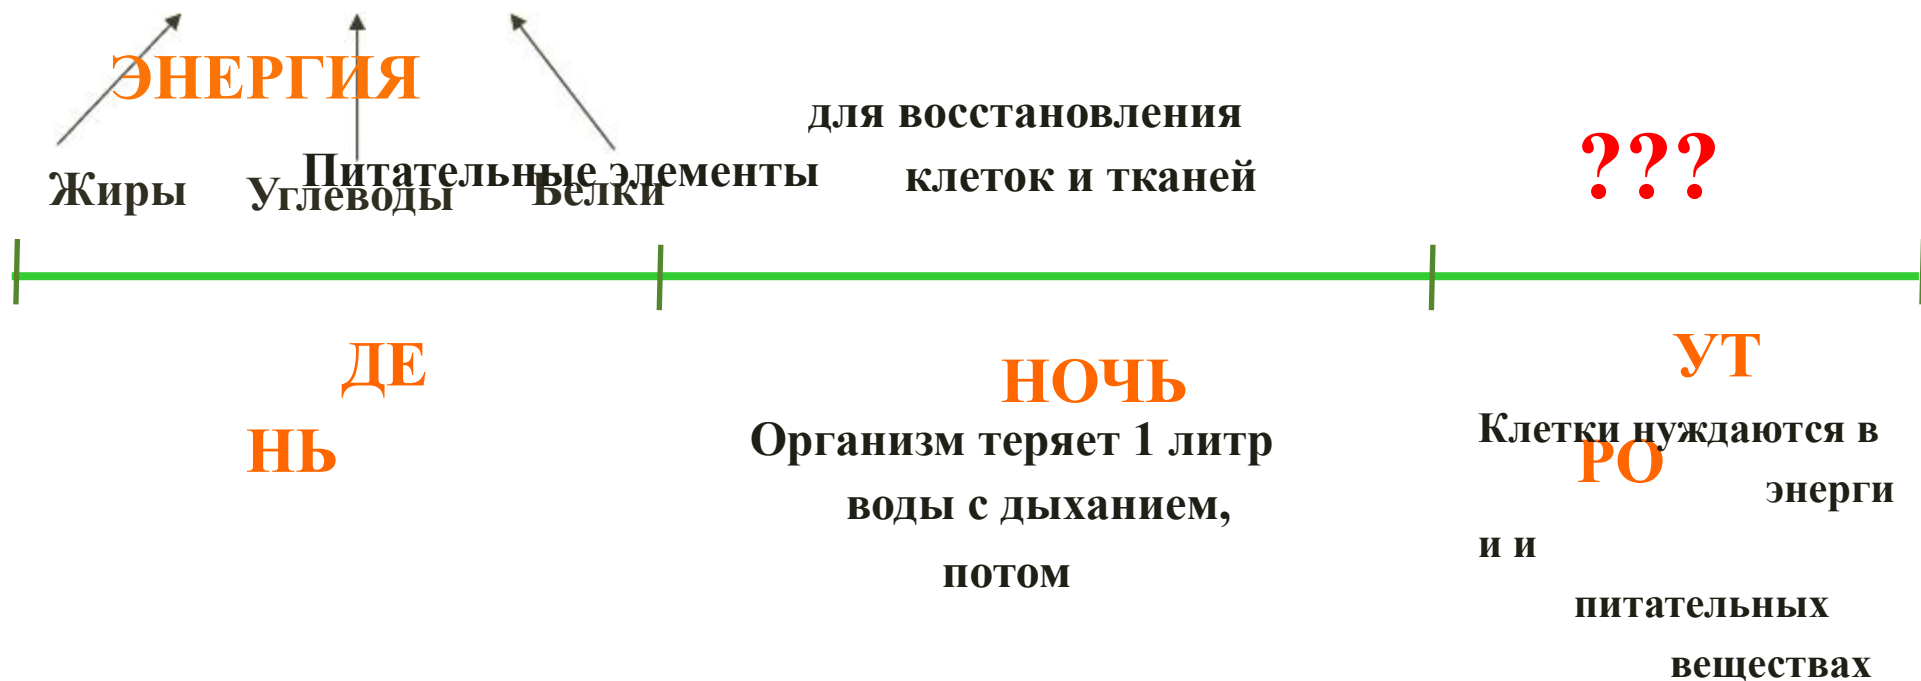 ЭНЕРГИЯ
Жиры
Углеводы
Белки
Питательные элементы
для восстановления
клеток и тканей
???
ДЕ
НЬ
НОЧЬ
Организм теряет 1 литр
воды с дыханием,
потом
УТ
РО
Клетки нуждаются в
энерги
и и
питательных
веществах